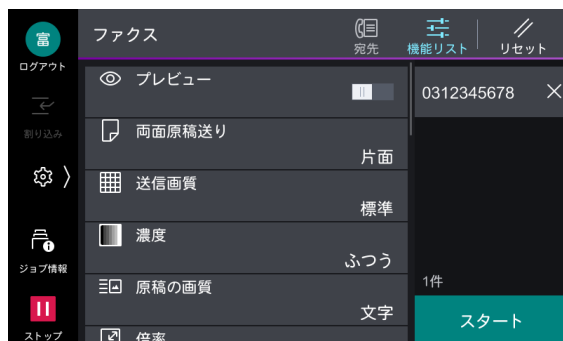 富
ログアウト
割り込み
ジョブ情報
ストップ
ファクス
宛先
機能リスト
リセット
プレビュー
両面原稿送り
片面
送信画質
標準
濃度
ふつう
原稿の画質
文字
倍率
0312345678
1件
スタート